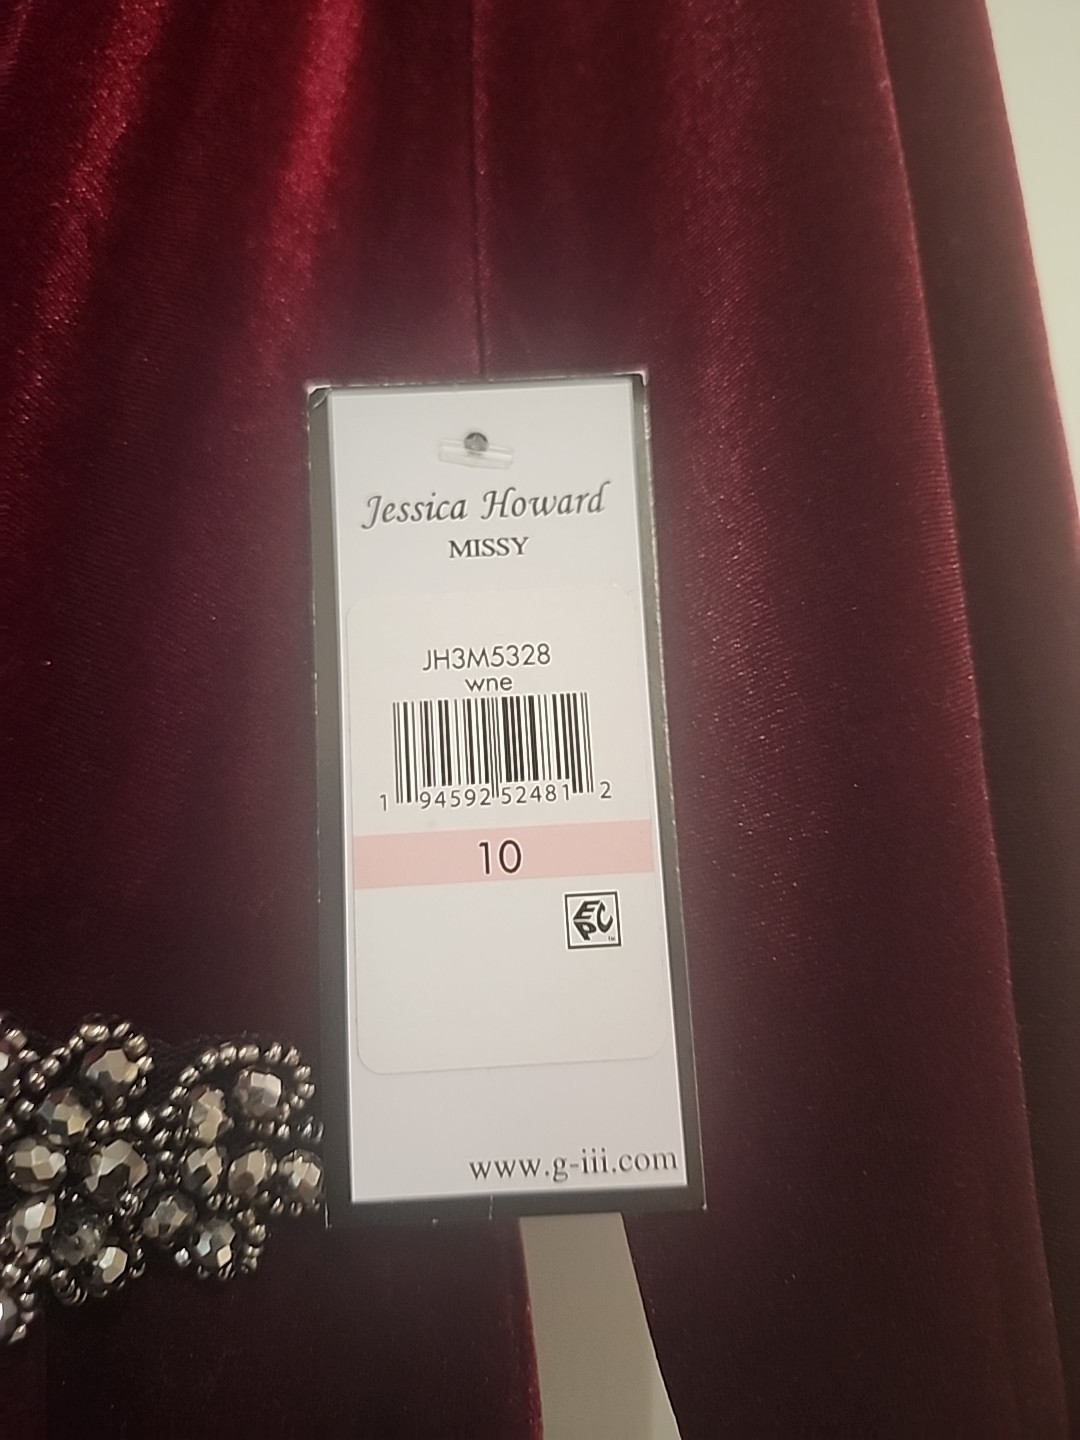 Jessica Howard
MISSY
JH3M5328
wne
1 94592 52481 2
10
EPC
www.g-iii.com